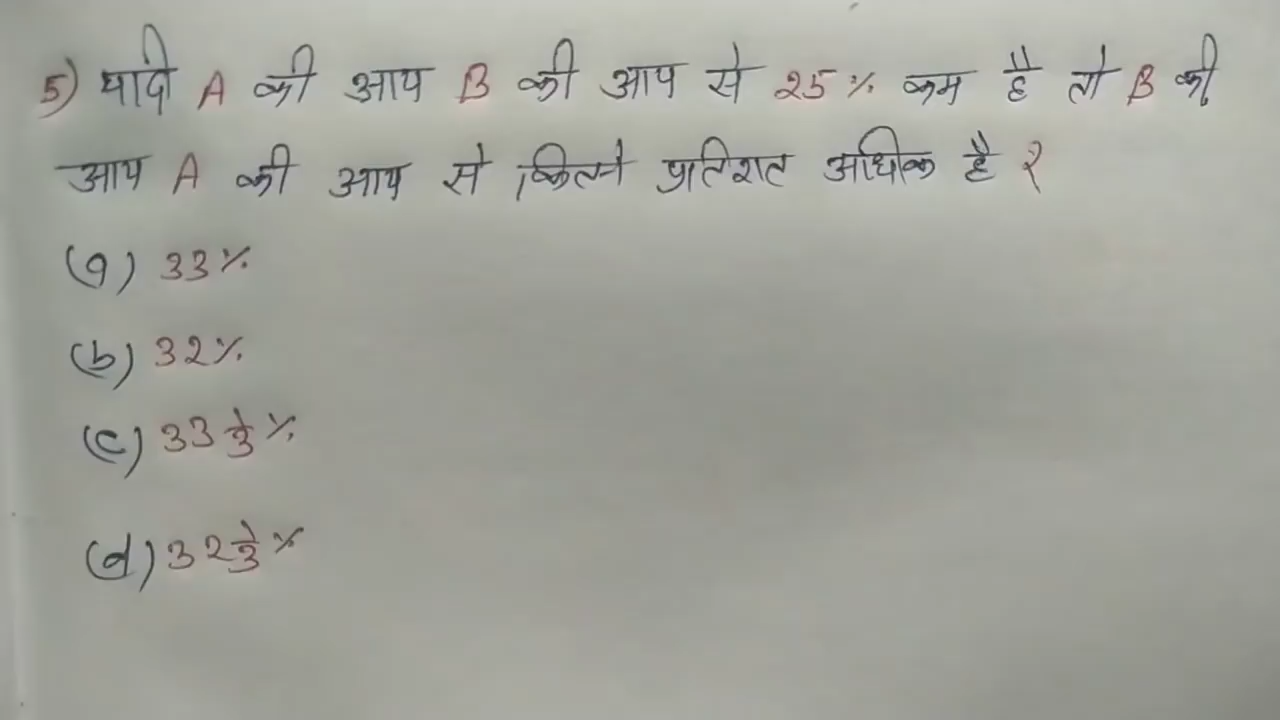 5) यदि A की आय B की आय से 25% कम है तो B की
आय A की आय से कितने प्रतिशत अधिक है ?
(a) 33%
(b) 32%
(c) 33 1/3 %
(d) 32 1/3 %